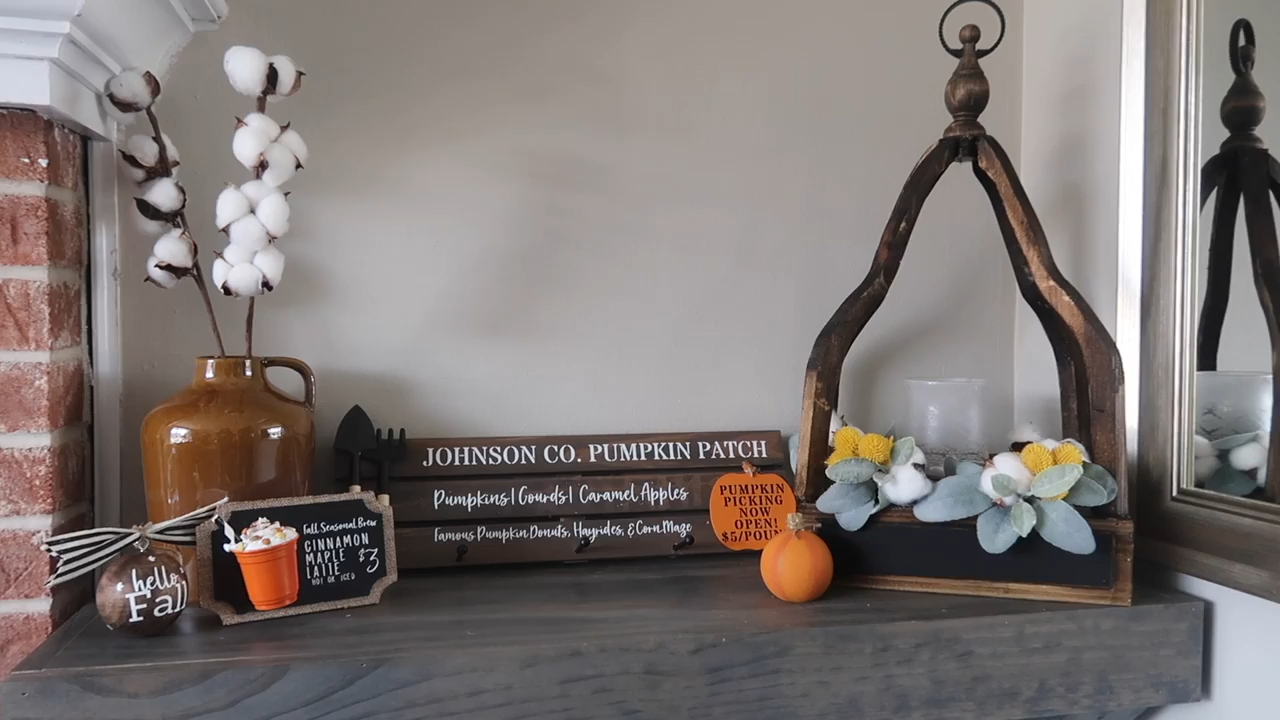 JOHNSON CO. PUMPKIN PATCH
Pumpkins | Gourds | Caramel Apples
Famous Pumpkin Donuts, Hayrides, & Corn Maze
PUMPKIN
PICKING
NOW
OPEN!
$5/POUN
Fall Seasonal Brew
CINNAMON
MAPLE
LATTE
HOT OR ICED
$3
hello
Fall